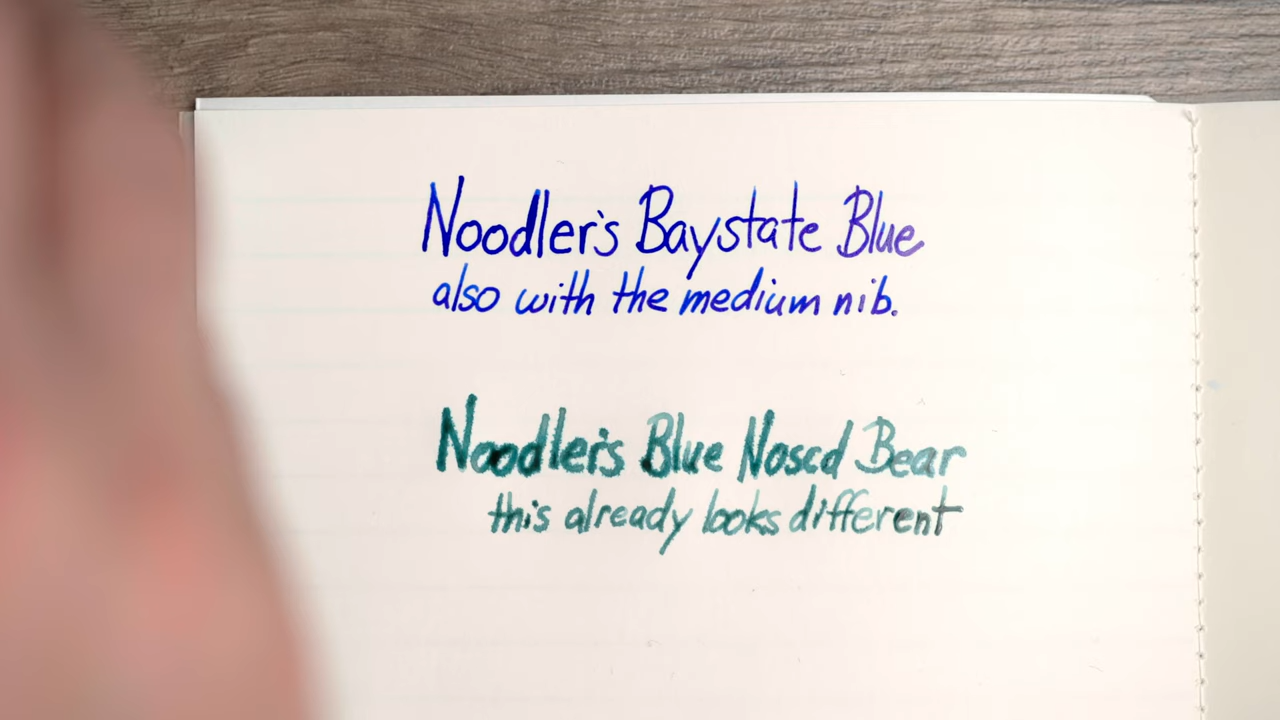 Noodler's Baystate Blue
also with the medium nib.
Noodler's Blue Nosed Bear
this already looks different